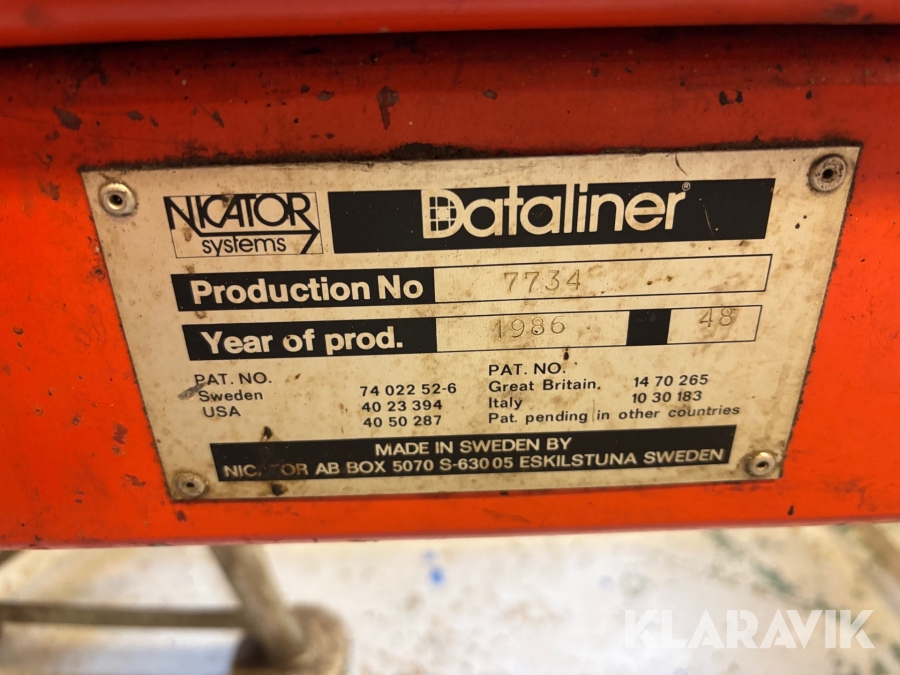 NICATOR
systems
Dataliner®
Production No 7734
Year of prod. 1986 48
PAT. NO.
Sweden 74 022 52-6
USA 40 23 394
40 50 287
PAT. NO.
Great Britain. 14 70 265
Italy 10 30 183
Pat. pending in other countries
MADE IN SWEDEN BY
NICATOR AB BOX 5070 S-630 05 ESKILSTUNA SWEDEN
KLARAVIK